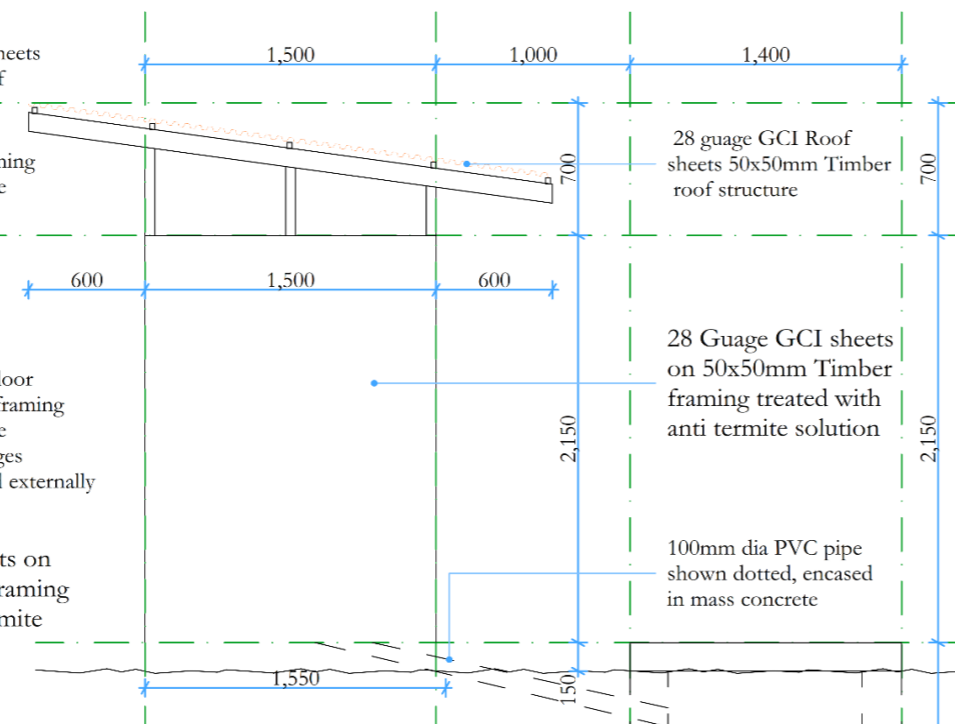 heets
f
1,500
1,000
1,400
ning
e
28 guage GCI Roof
sheets 50x50mm Timber
roof structure
700
700
600
1,500
600
loor
framing
e
ges
externally
28 Guage GCI sheets
on 50x50mm Timber
framing treated with
anti termite solution
2,150
2,150
ts on
raming
mite
100mm dia PVC pipe
shown dotted, encased
in mass concrete
1,550
150